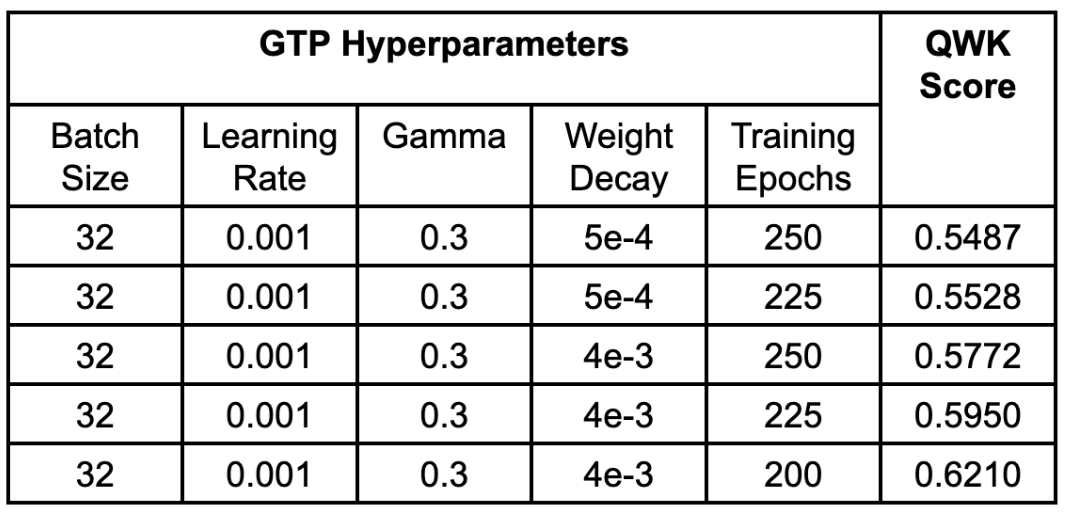 GTP Hyperparameters QWK Score
Batch Size Learning Rate Gamma Weight Decay Training Epochs
32 0.001 0.3 5e-4 250 0.5487
32 0.001 0.3 5e-4 225 0.5528
32 0.001 0.3 4e-3 250 0.5772
32 0.001 0.3 4e-3 225 0.5950
32 0.001 0.3 4e-3 200 0.6210